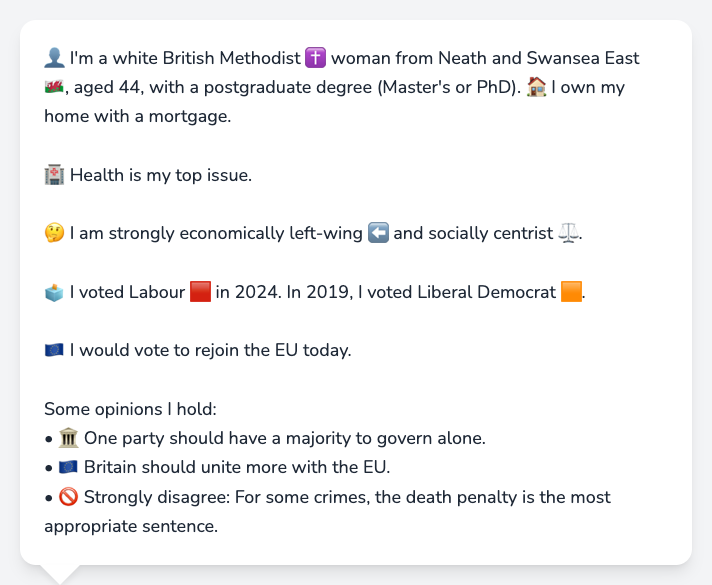 👤 I'm a white British Methodist ✝️ woman from Neath and Swansea East
🏴󠁧󠁢󠁷󠁬󠁳󠁿, aged 44, with a postgraduate degree (Master's or PhD). 🏠 I own my
home with a mortgage.
🏥 Health is my top issue.
🤔 I am strongly economically left-wing ⬅️ and socially centrist ⚖️.
🗳️ I voted Labour 🟥 in 2024. In 2019, I voted Liberal Democrat 🟧.
🇪🇺 I would vote to rejoin the EU today.
Some opinions I hold:
• 🏛️ One party should have a majority to govern alone.
• 🇪🇺 Britain should unite more with the EU.
• 🚫 Strongly disagree: For some crimes, the death penalty is the most
appropriate sentence.